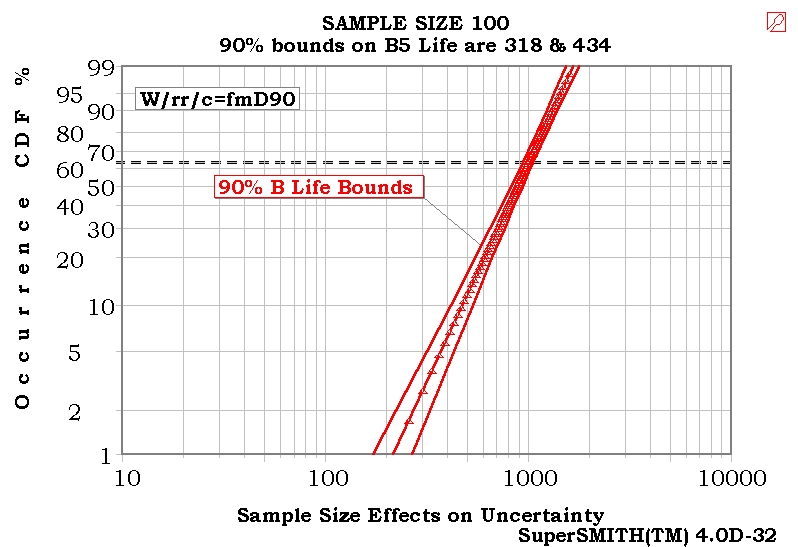 SAMPLE SIZE 100
90% bounds on B5 Life are 318 & 434
Occurrence CDF %
99
95
90
80
70
60
50
40
30
20
10
5
2
1
W/rr/c=fmD90
90% B Life Bounds
10 100 1000 10000
Sample Size Effects on Uncertainty
SuperSMITH(TM) 4.0D-32